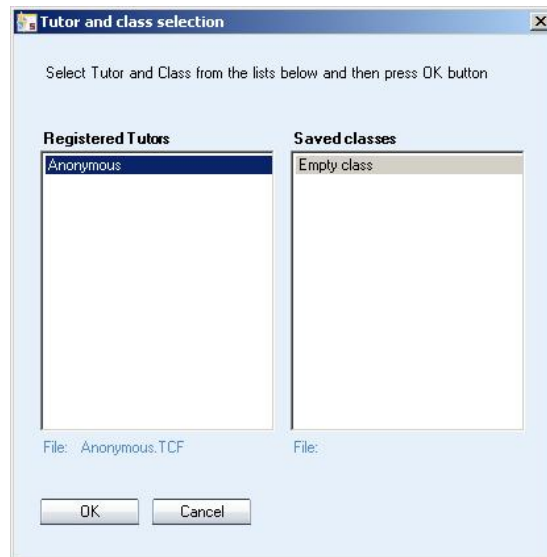 Tutor and class selection
Select Tutor and Class from the lists below and then press OK button
Registered Tutors Saved classes
Anonymous Empty class
File: Anonymous.TCF File:
OK Cancel